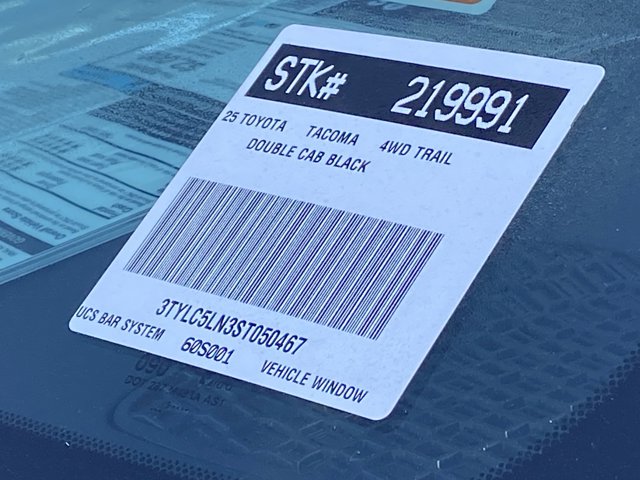 STK# 219991
25 TOYOTA TACOMA 4WD TRAIL
DOUBLE CAB BLACK
3TYLC5LN3ST050467
UCS BAR SYSTEM 60S001 VEHICLE WINDOW